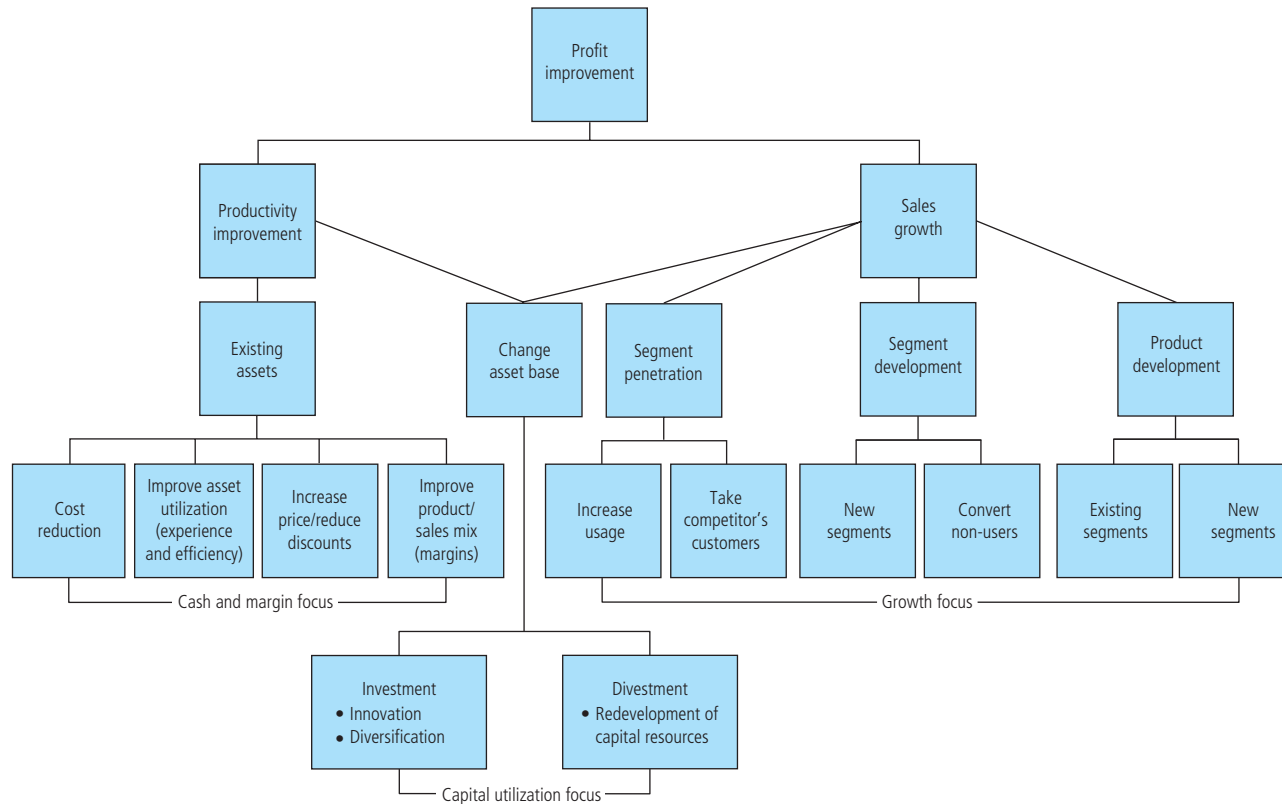 Profit
improvement
Productivity
improvement
Sales
growth
Existing
assets
Change
asset base
Segment
penetration
Segment
development
Product
development
Cost
reduction
Improve asset
utilization
(experience
and efficiency)
Increase
price/reduce
discounts
Improve
product/
sales mix
(margins)
Increase
usage
Take
competitor’s
customers
New
segments
Convert
non-users
Existing
segments
New
segments
Cash and margin focus
Growth focus
Investment
• Innovation
• Diversification
Divestment
• Redevelopment of
capital resources
Capital utilization focus